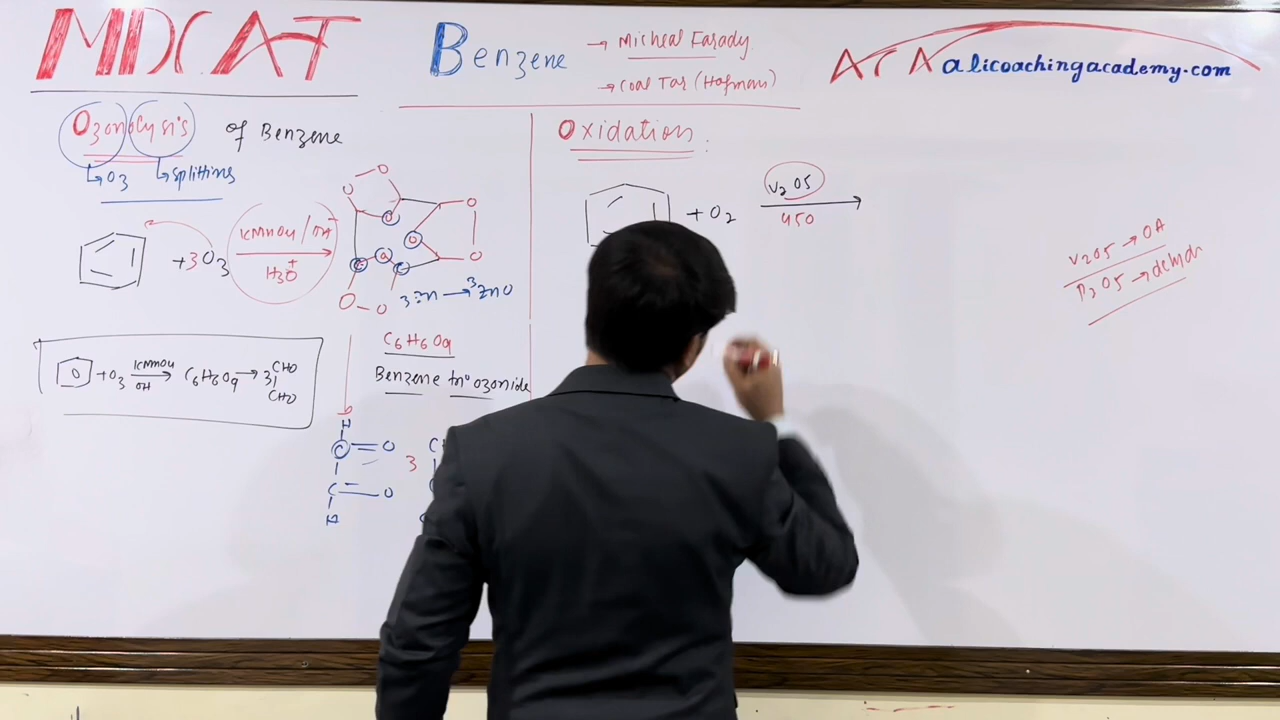 MDCAT
Benzene
→ Micheal Farady
→ Coal Tar (Hofmann)
ACA alicoachingacademy.com
Ozonolysis of Benzene
↳ O3 ↳ splitting
+ 3O3
KMnO4 / OH
H3O+
O
O
O
O
O
O
O
O
O
3Zn → 3ZnO
C6H6O9
Benzene tri ozonide
+ O3 KMnO4 → C6H6O9 → 3 CHO
OH
CHO
H
C = O
3
C = O
H
Oxidation:
+ O2
V2O5
450
V2O5 → OA
P2O5 → dehydr